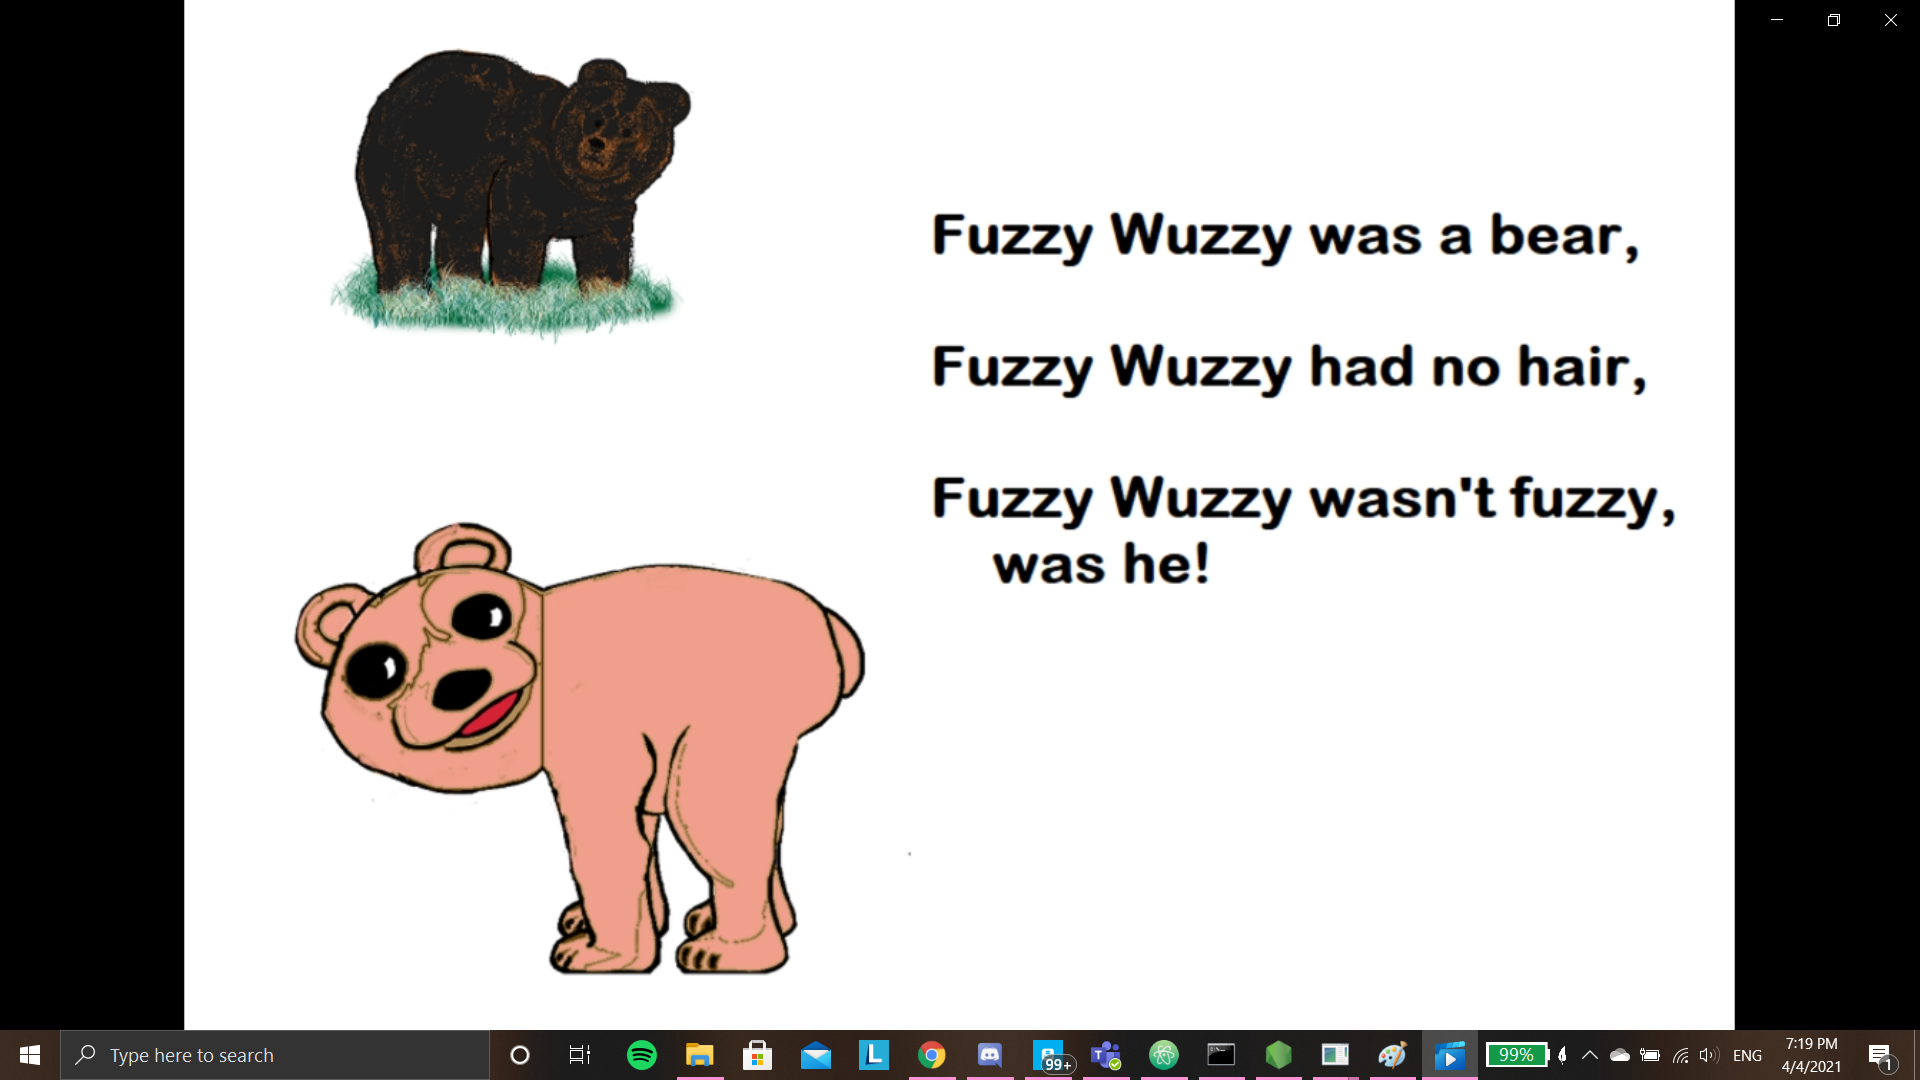 Fuzzy Wuzzy was a bear,
Fuzzy Wuzzy had no hair,
Fuzzy Wuzzy wasn't fuzzy,
was he!
Type here to search
L
99+
T
99%
ENG
7:19 PM
4/4/2021
1